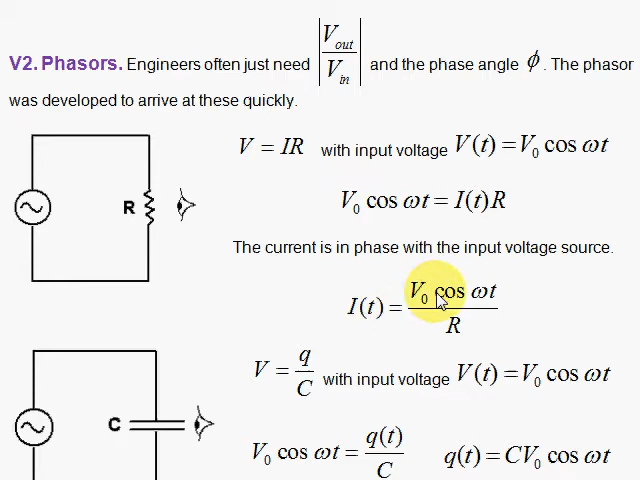 V2. Phasors. Engineers often just need |V_out / V_in| and the phase angle ϕ. The phasor
was developed to arrive at these quickly.
V = IR with input voltage V(t) = V₀ cos ωt
R
V₀ cos ωt = I(t)R
The current is in phase with the input voltage source.
I(t) = V₀ cos ωt / R
V = q / C with input voltage V(t) = V₀ cos ωt
C
V₀ cos ωt = q(t) / C q(t) = CV₀ cos ωt